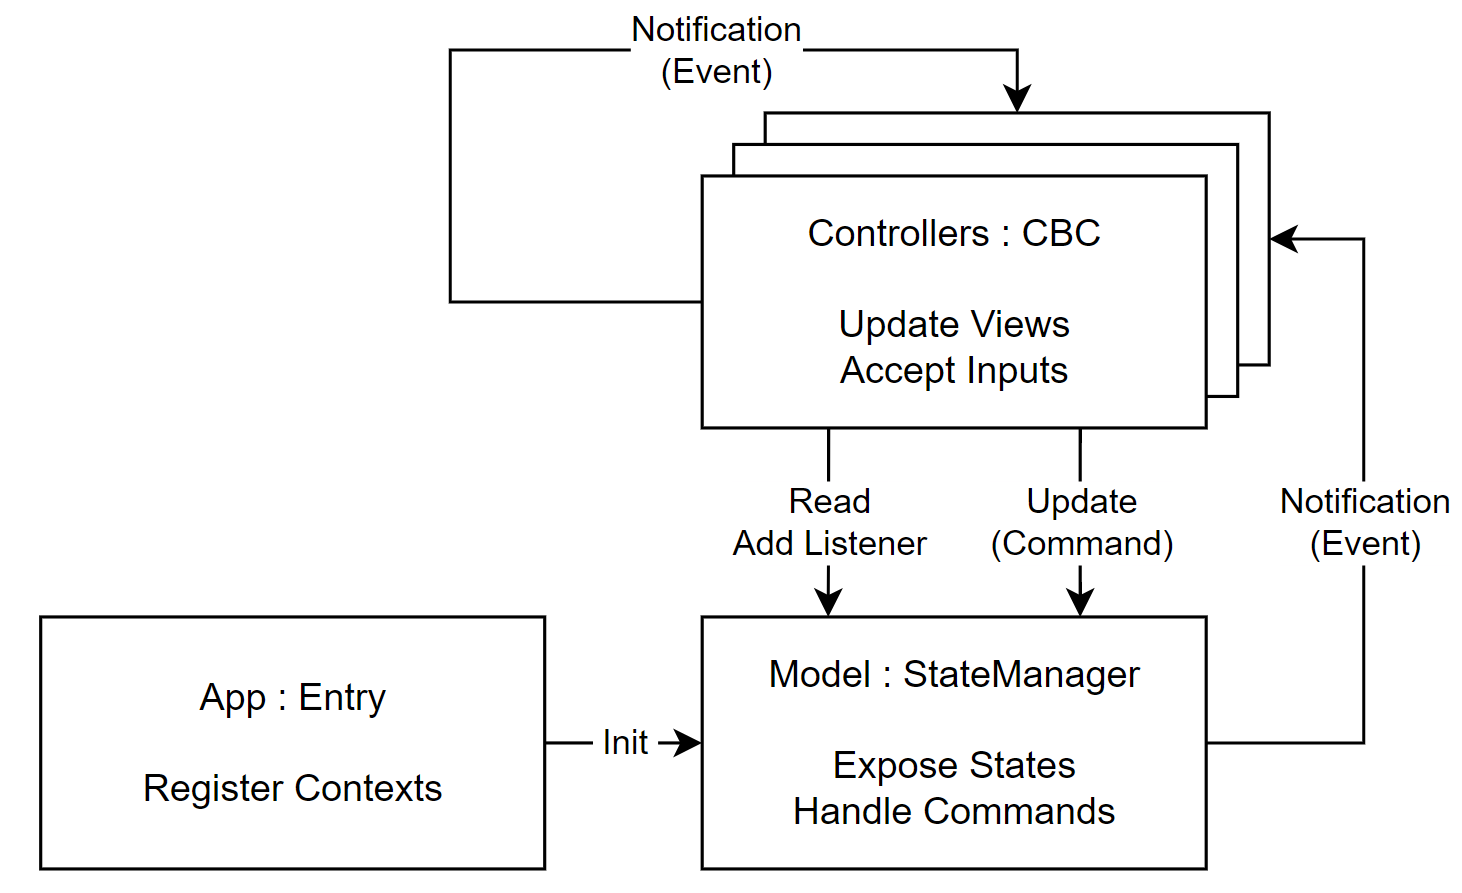 Notification
(Event)
Controllers : CBC
Update Views
Accept Inputs
Read
Add Listener
Update
(Command)
Notification
(Event)
App : Entry
Register Contexts
Init
Model : StateManager
Expose States
Handle Commands